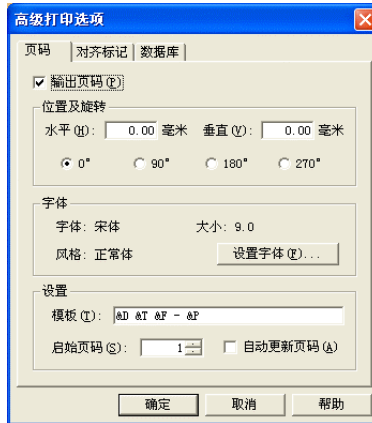 高级打印选项
页码 对齐标记 数据库
输出页码(P)
位置及旋转
水平(H): 0.00 毫米 垂直(V): 0.00 毫米
0° 90° 180° 270°
字体
字体: 宋体 大小: 9.0
风格: 正常体 设置字体(F)...
设置
模板(T): &D &T &F - &P
启始页码(S): 1 自动更新页码(A)
确定 取消 帮助